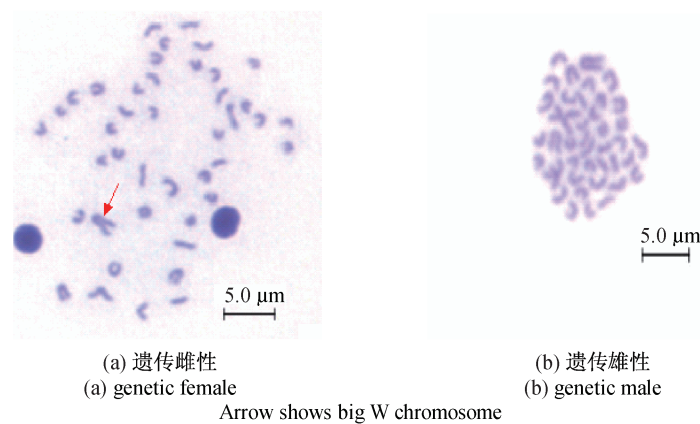 5.0 µm
5.0 µm
(a) 遗传雌性
(a) genetic female
(b) 遗传雄性
(b) genetic male
Arrow shows big W chromosome